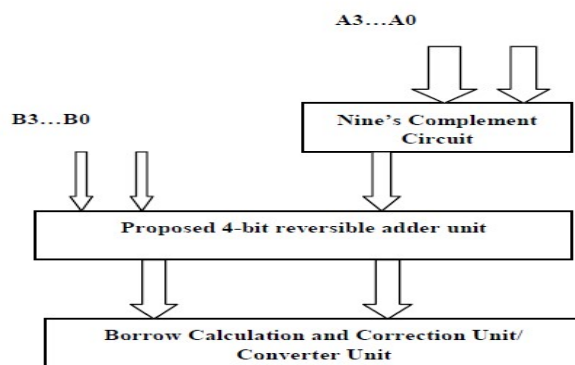 A3...A0
B3...B0
Nine's Complement
Circuit
Proposed 4-bit reversible adder unit
Borrow Calculation and Correction Unit/
Converter Unit